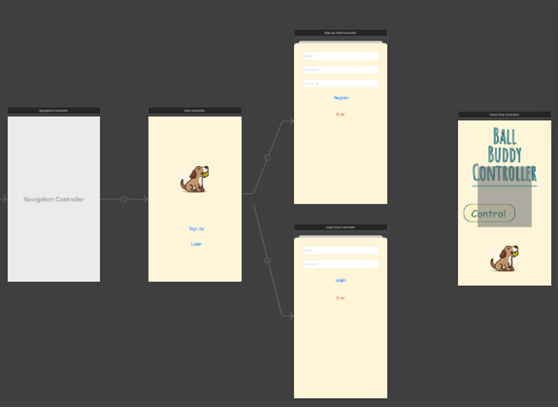 Navigation Controller
Navigation Controller
View Controller
Sign Up
Login
Sign Up View Controller
Email
Password
Register
Error
Login View Controller
Email
Password
Login
Error
Home View Controller
BALL
BUDDY
CONTROLLER
Control